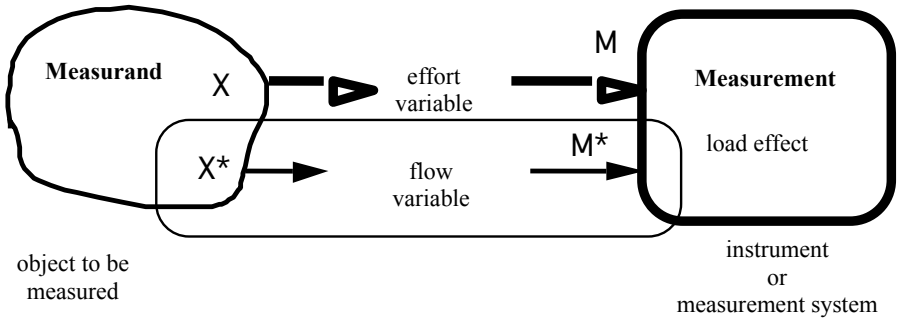 Measurand
X
effort
variable
M
Measurement
load effect
X*
flow
variable
M*
object to be
measured
instrument
or
measurement system